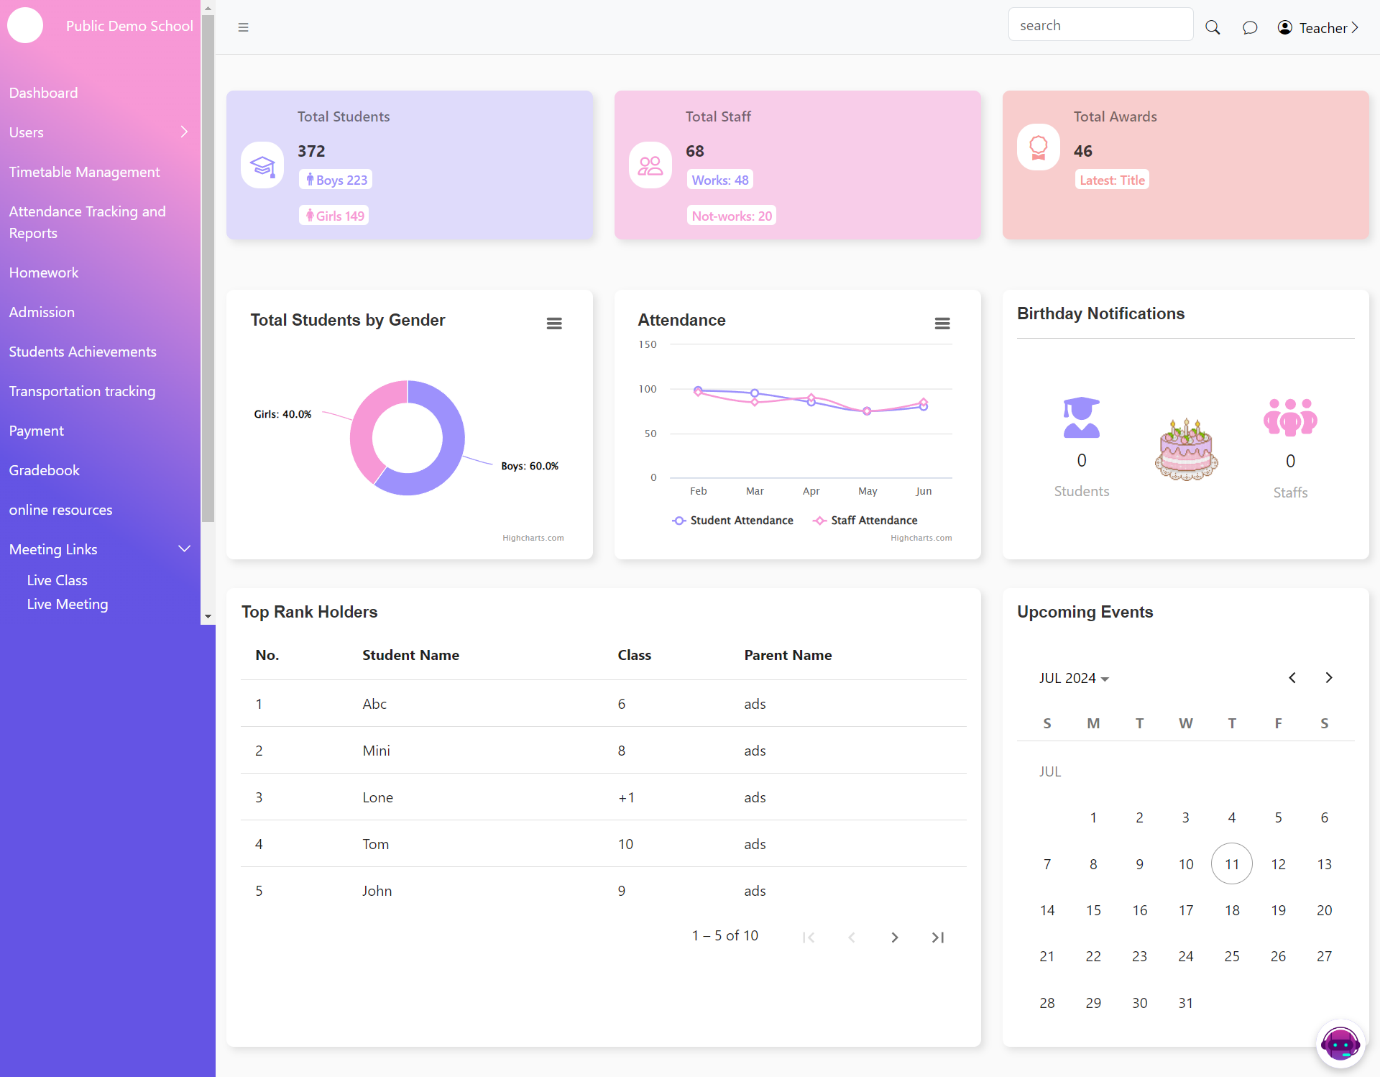 Public Demo School
search
Teacher
Dashboard
Users
Timetable Management
Attendance Tracking and
Reports
Homework
Admission
Students Achievements
Transportation tracking
Payment
Gradebook
online resources
Meeting Links
Live Class
Live Meeting
Total Students
372
Boys 223
Girls 149
Total Staff
68
Works: 48
Not-works: 20
Total Awards
46
Latest: Title
Total Students by Gender
Girls: 40.0%
Boys: 60.0%
Highcharts.com
Attendance
150
100
50
0
Feb Mar Apr May Jun
Student Attendance Staff Attendance
Highcharts.com
Birthday Notifications
0
Students
0
Staffs
Top Rank Holders
No. Student Name Class Parent Name
1 Abc 6 ads
2 Mini 8 ads
3 Lone +1 ads
4 Tom 10 ads
5 John 9 ads
1 – 5 of 10
Upcoming Events
JUL 2024
S M T W T F S
JUL
1 2 3 4 5 6
7 8 9 10 11 12 13
14 15 16 17 18 19 20
21 22 23 24 25 26 27
28 29 30 31